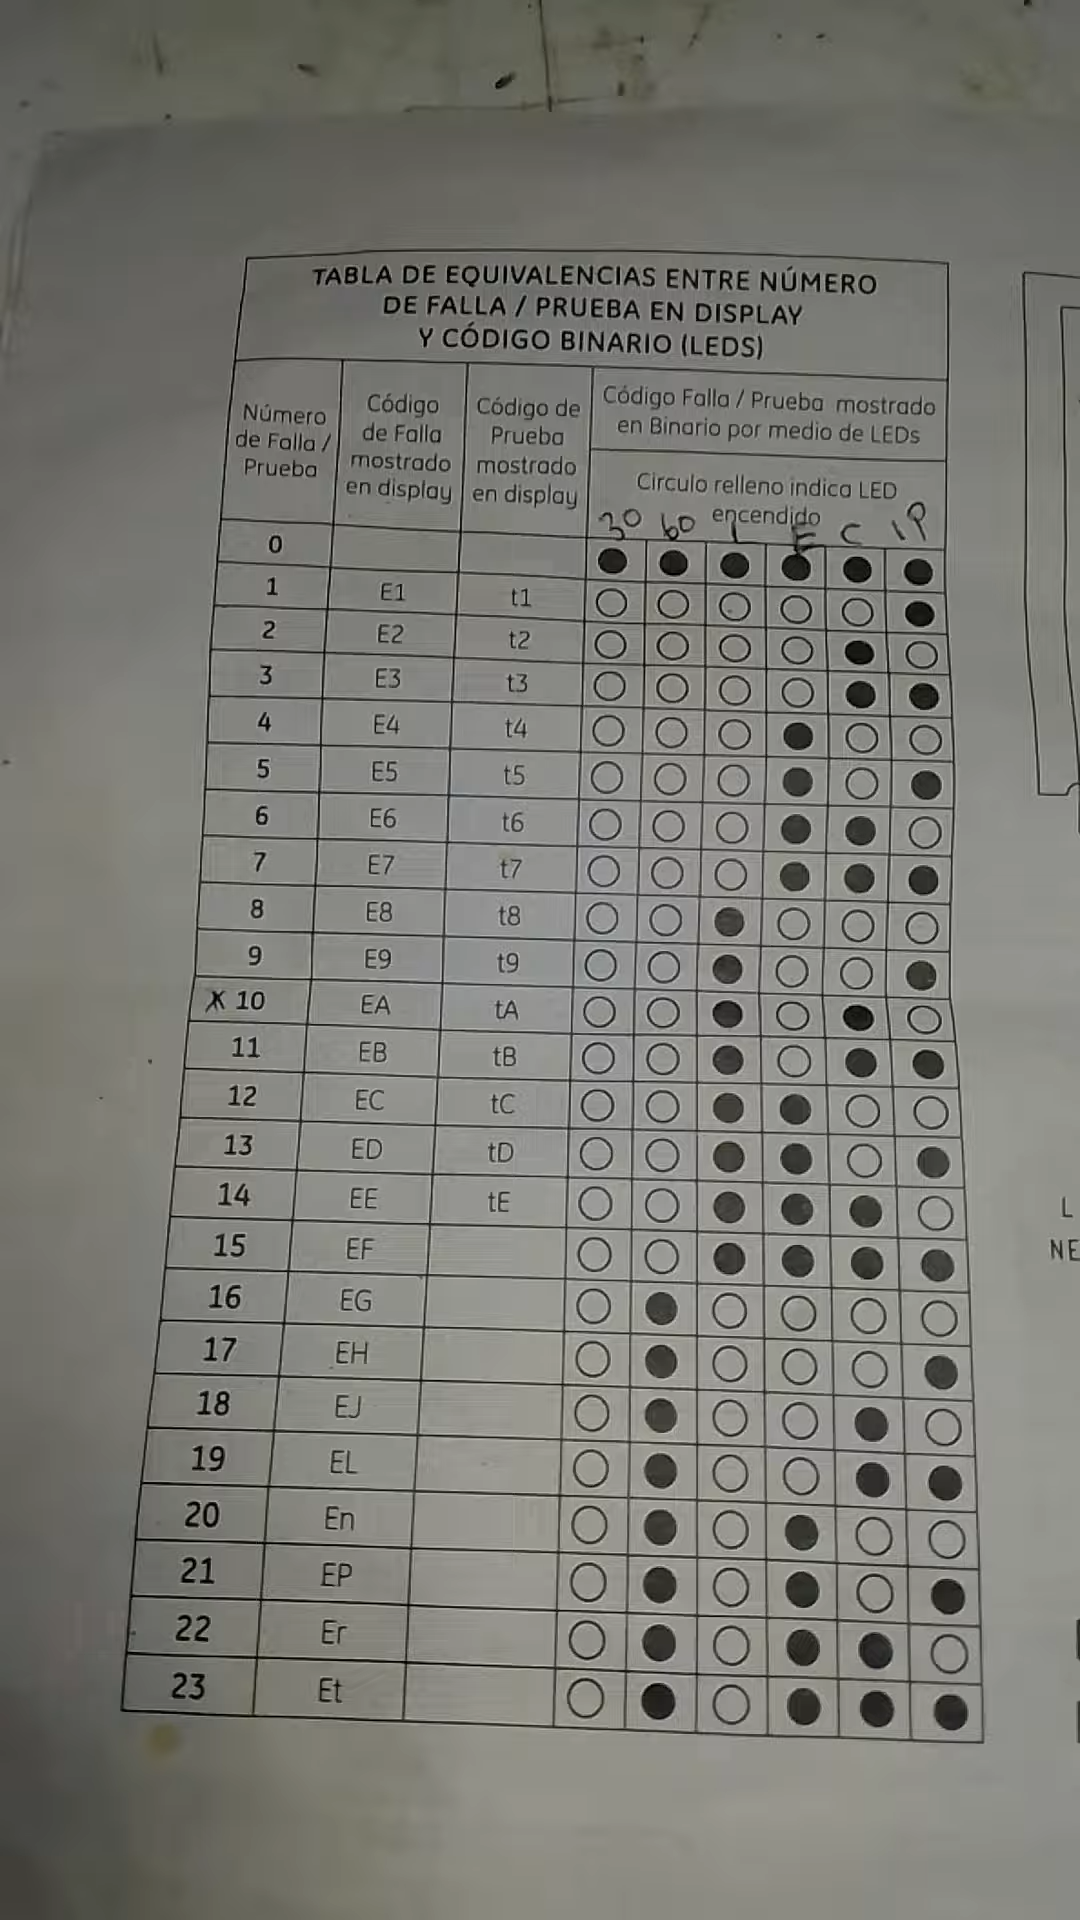 TABLA DE EQUIVALENCIAS ENTRE NÚMERO
DE FALLA / PRUEBA EN DISPLAY
Y CÓDIGO BINARIO (LEDS)
Número de Falla / Prueba
Código de Falla mostrado en display
Código de Prueba mostrado en display
Código Falla / Prueba mostrado
en Binario por medio de LEDs
Circulo relleno indica LED
encendido
30 60 L E C 1P
0
1 E1 t1
2 E2 t2
3 E3 t3
4 E4 t4
5 E5 t5
6 E6 t6
7 E7 t7
8 E8 t8
9 E9 t9
X 10 EA tA
11 EB tB
12 EC tC
13 ED tD
14 EE tE
15 EF
16 EG
17 EH
18 EJ
19 EL
20 En
21 EP
22 Er
23 Et
L
NE